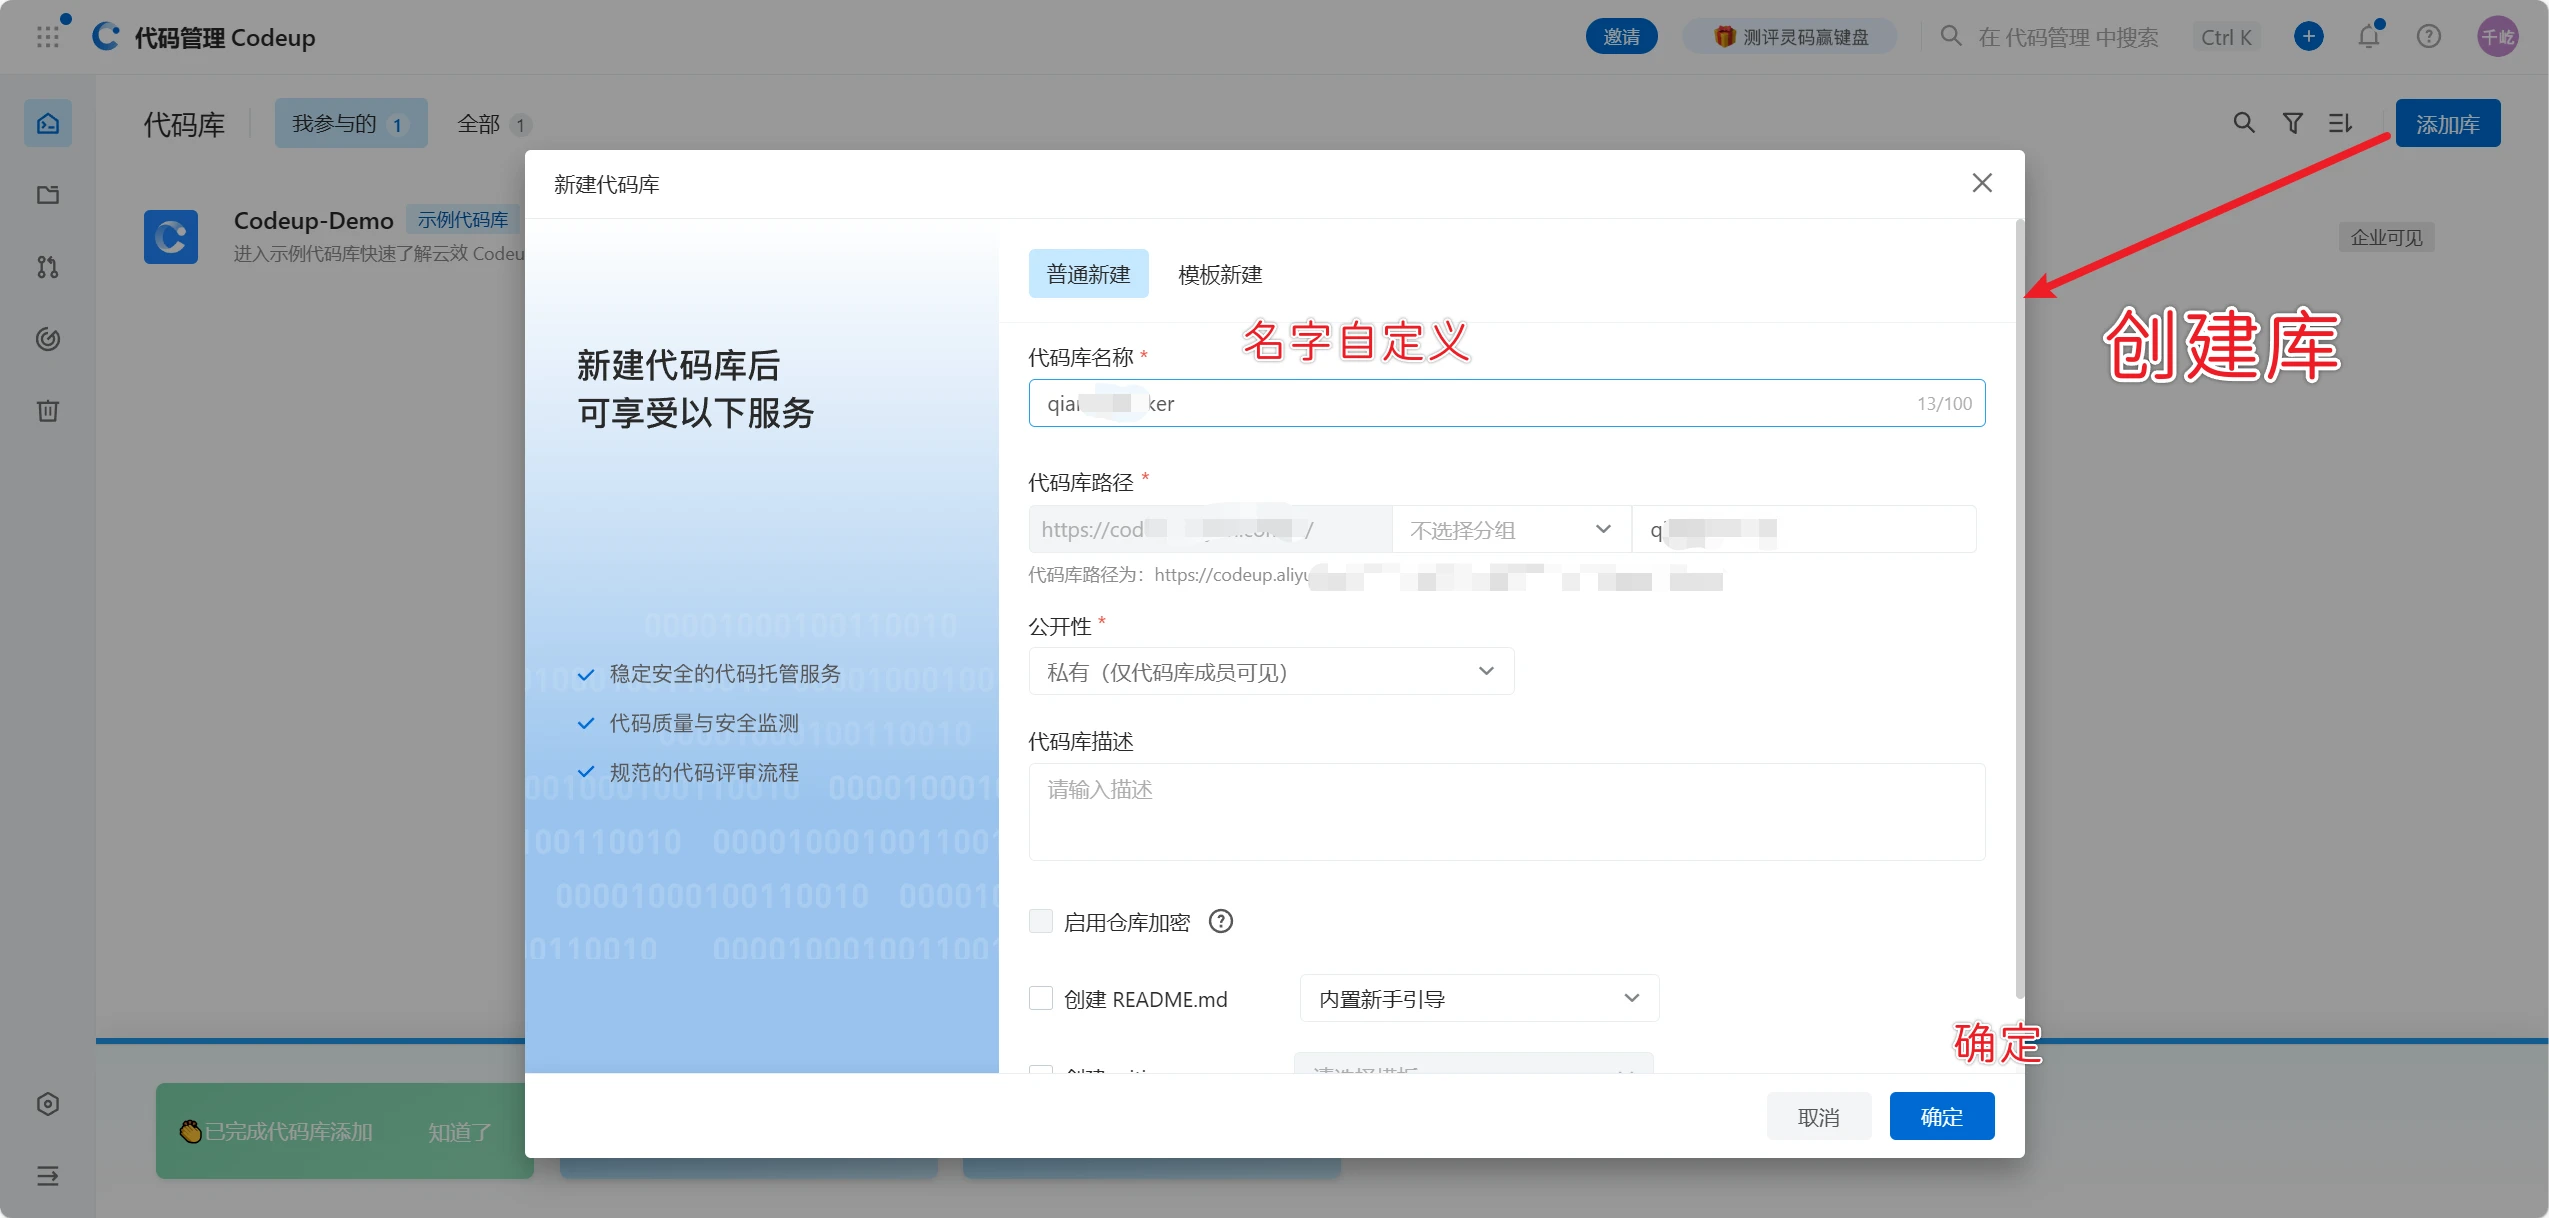 代码管理 Codeup
邀请
测评灵码赢键盘
在 代码管理 中搜索
Ctrl K
千屹
代码库
我参与的 1
全部 1
添加库
Codeup-Demo
示例代码库
进入示例代码库快速了解云效 Codeu
企业可见
创建库
新建代码库
新建代码库后
可享受以下服务
稳定安全的代码托管服务
代码质量与安全监测
规范的代码评审流程
普通新建
模板新建
名字自定义
代码库名称 *
13/100
代码库路径 *
https://cod
不选择分组
代码库路径为：https://codeup.aliyu
公开性 *
私有（仅代码库成员可见）
代码库描述
请输入描述
启用仓库加密
创建 README.md
内置新手引导
确定
取消
确定
已完成代码库添加
知道了